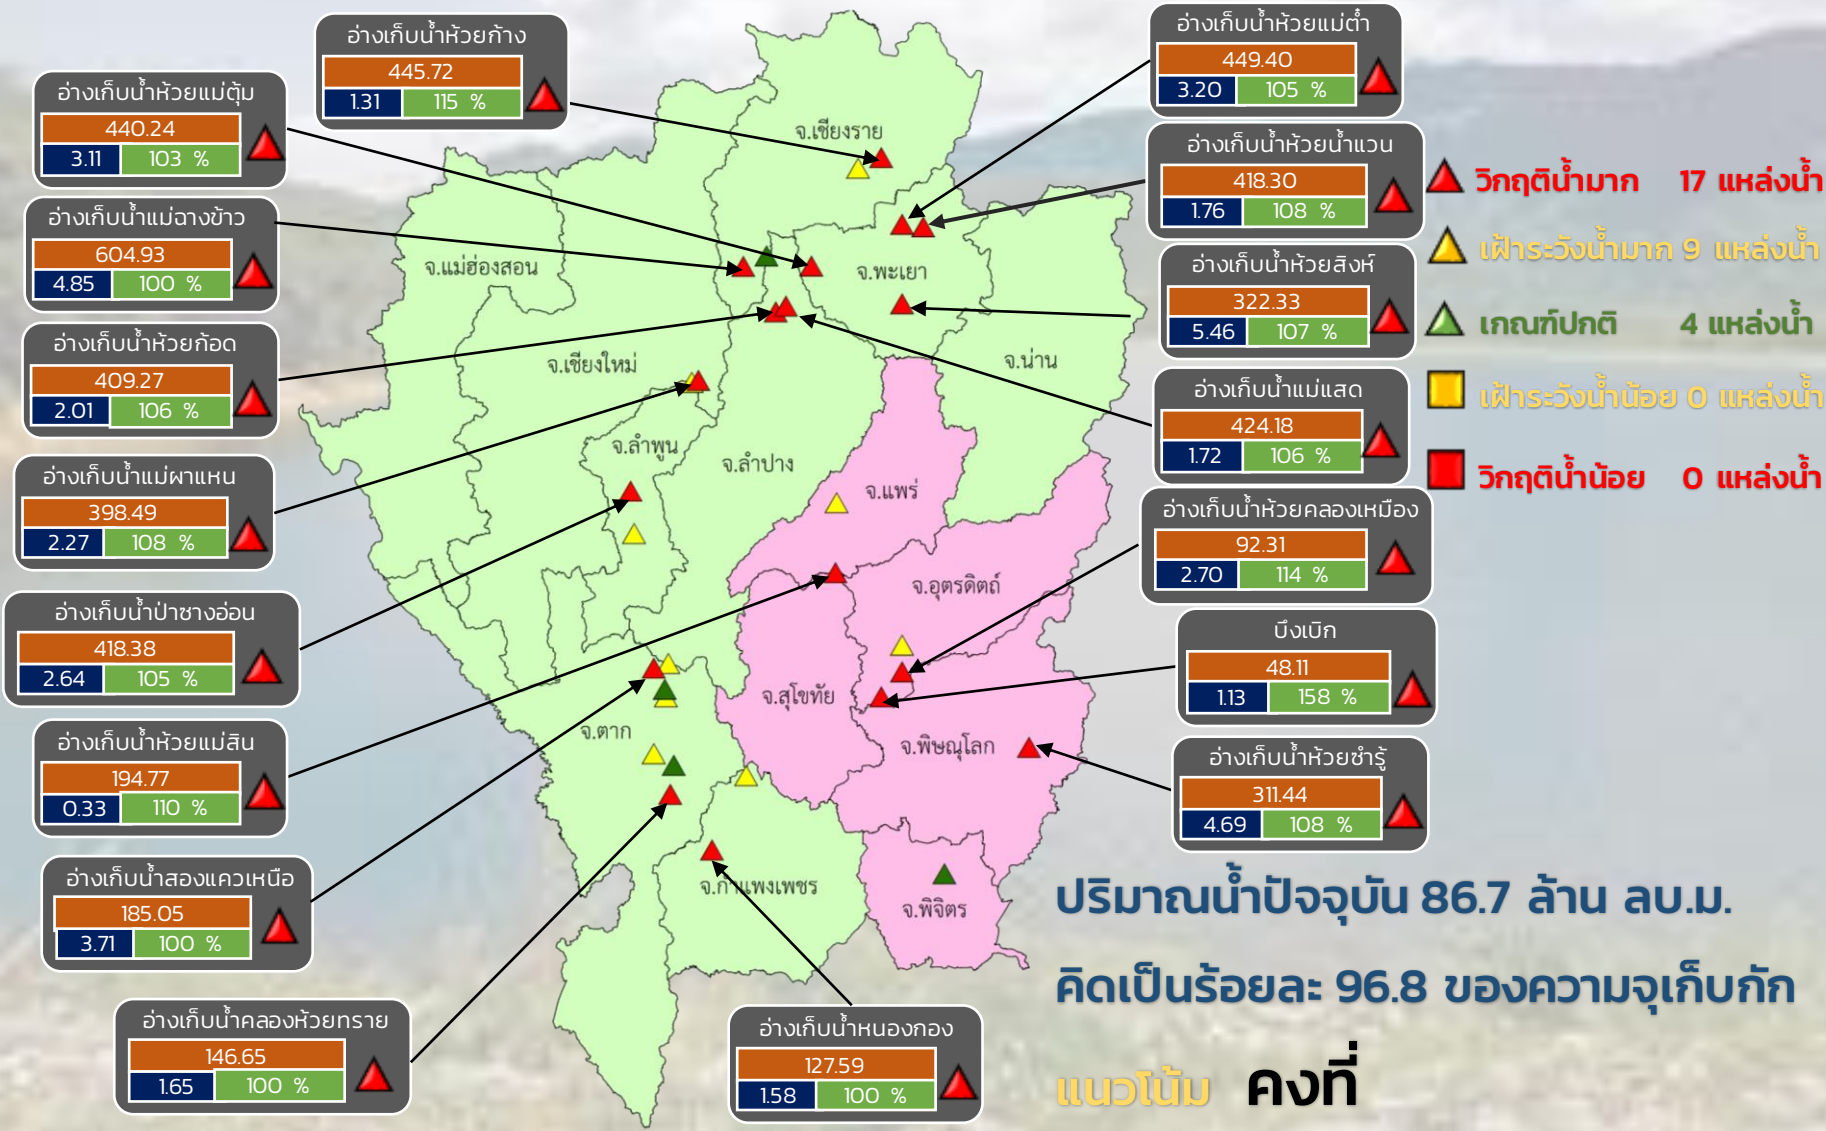 อ่างเก็บน้ำห้วยก้าง
445.72
1.31 115 %
อ่างเก็บน้ำห้วยแม่ตุ้ม
440.24
3.11 103 %
อ่างเก็บน้ำแม่ฉางข้าว
604.93
4.85 100 %
อ่างเก็บน้ำห้วยก้อด
409.27
2.01 106 %
อ่างเก็บน้ำแม่ผาแหน
398.49
2.27 108 %
อ่างเก็บน้ำป่าซางอ่อน
418.38
2.64 105 %
อ่างเก็บน้ำห้วยแม่สิน
194.77
0.33 110 %
อ่างเก็บน้ำสองแควเหนือ
185.05
3.71 100 %
อ่างเก็บน้ำคลองห้วยทราย
146.65
1.65 100 %
อ่างเก็บน้ำหนองกอง
127.59
1.58 100 %
จ.เชียงราย
จ.แม่ฮ่องสอน
จ.พะเยา
จ.เชียงใหม่
จ.น่าน
จ.ลำพูน
จ.ลำปาง
จ.แพร่
จ.อุตรดิตถ์
จ.สุโขทัย
จ.ตาก
จ.พิษณุโลก
จ.กำแพงเพชร
จ.พิจิตร
อ่างเก็บน้ำห้วยแม่ต๋ำ
449.40
3.20 105 %
อ่างเก็บน้ำห้วยน้ำแวน
418.30
1.76 108 %
อ่างเก็บน้ำห้วยสิงห์
322.33
5.46 107 %
อ่างเก็บน้ำแม่แสด
424.18
1.72 106 %
อ่างเก็บน้ำห้วยคลองเหมือง
92.31
2.70 114 %
บึงเบิก
48.11
1.13 158 %
อ่างเก็บน้ำห้วยซำรู้
311.44
4.69 108 %
วิกฤติน้ำมาก 17 แหล่งน้ำ
เฝ้าระวังน้ำมาก 9 แหล่งน้ำ
เกณฑ์ปกติ 4 แหล่งน้ำ
เฝ้าระวังน้ำน้อย 0 แหล่งน้ำ
วิกฤติน้ำน้อย 0 แหล่งน้ำ
ปริมาณน้ำปัจจุบัน 86.7 ล้าน ลบ.ม.
คิดเป็นร้อยละ 96.8 ของความจุเก็บกัก
แนวโน้ม คงที่